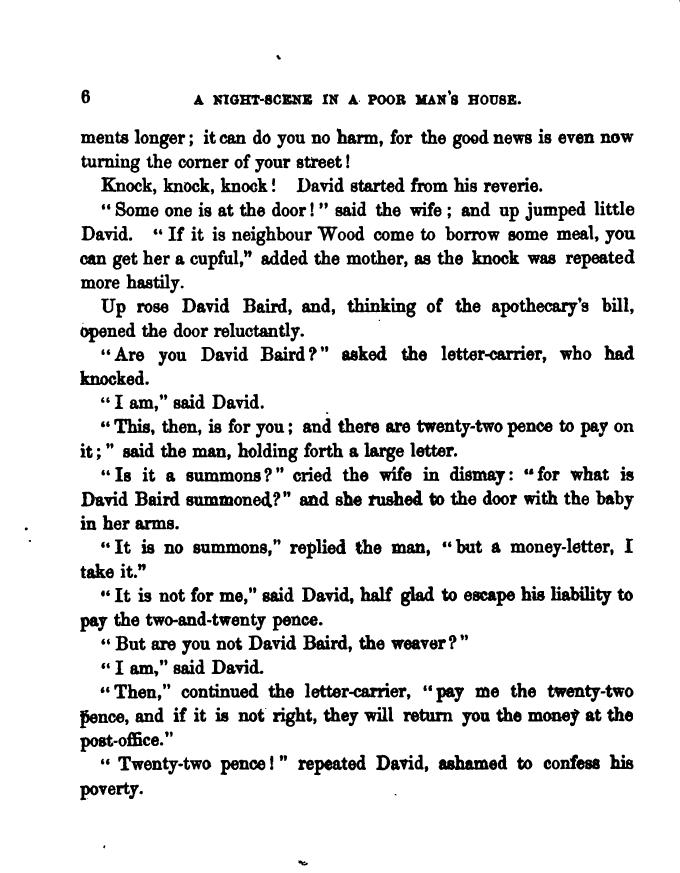 6 A NIGHT-SCENE IN A POOR MAN'S HOUSE.
ments longer; it can do you no harm, for the good news is even now
turning the corner of your street!
Knock, knock, knock! David started from his reverie.
"Some one is at the door!" said the wife; and up jumped little
David. "If it is neighbour Wood come to borrow some meal, you
can get her a cupful," added the mother, as the knock was repeated
more hastily.
Up rose David Baird, and, thinking of the apothecary's bill,
opened the door reluctantly.
"Are you David Baird?" asked the letter-carrier, who had
knocked.
"I am," said David.
"This, then, is for you; and there are twenty-two pence to pay on
it;" said the man, holding forth a large letter.
"Is it a summons?" cried the wife in dismay: "for what is
David Baird summoned?" and she rushed to the door with the baby
in her arms.
"It is no summons," replied the man, "but a money-letter, I
take it."
"It is not for me," said David, half glad to escape his liability to
pay the two-and-twenty pence.
"But are you not David Baird, the weaver?"
"I am," said David.
"Then," continued the letter-carrier, "pay me the twenty-two
pence, and if it is not right, they will return you the money at the
post-office."
"Twenty-two pence!" repeated David, ashamed to confess his
poverty.